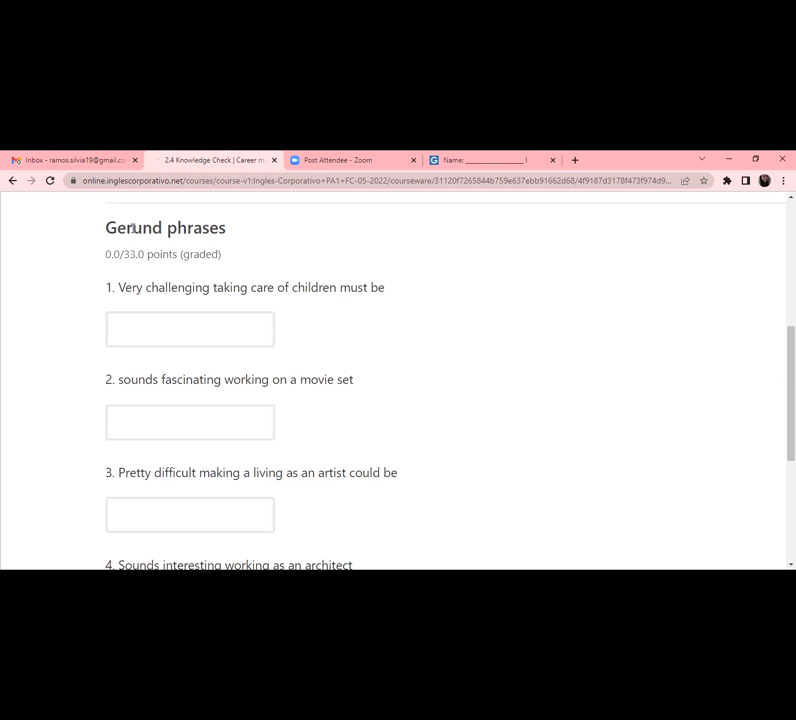 Inbox - ramos.silvia19@gmail.co
2.4 Knowledge Check | Career m
Post Attendee - Zoom
Name: ____________________ I
online.inglescorporativo.net/courses/course-v1:Ingles-Corporativo+PA1+FC-05-2022/courseware/31120f7265844b759e637ebb91662d68/4f9187d3178f473f974d9...
Gerund phrases
0.0/33.0 points (graded)
1. Very challenging taking care of children must be
2. sounds fascinating working on a movie set
3. Pretty difficult making a living as an artist could be
4. Sounds interesting working as an architect